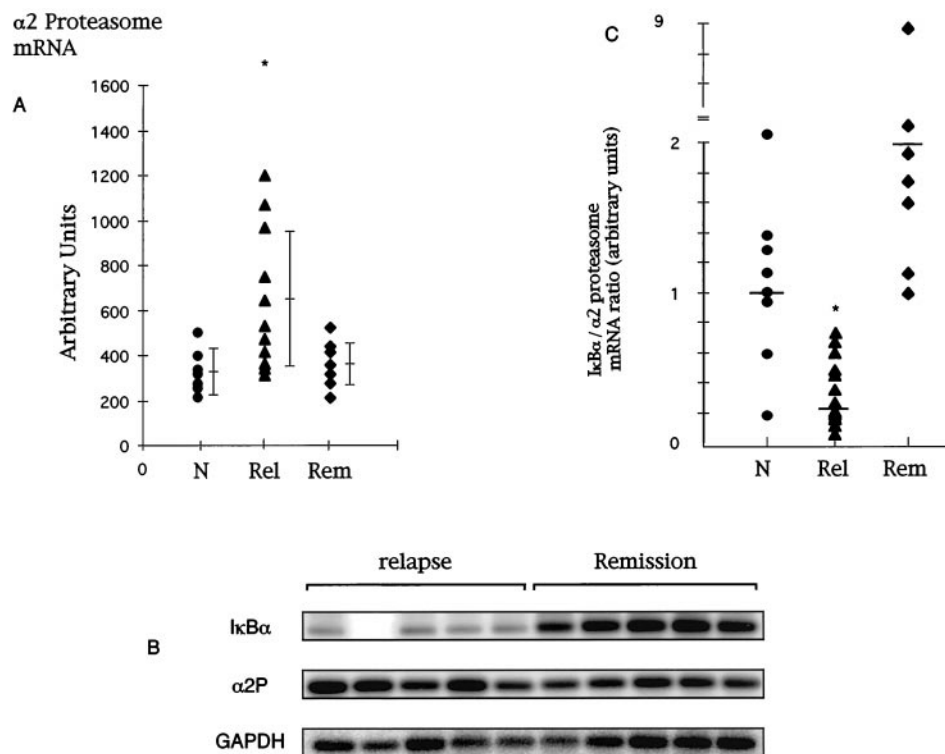 α2 Proteasome
mRNA
A
*
1600
1400
1200
1000
800
600
400
200
0
0
Arbitrary Units
N Rel Rem
C
9
2
1
0
IκBα / α2 proteasome
mRNA ratio (arbitrary units)
*
N Rel Rem
relapse Remission
B
IκBα
α2P
GAPDH